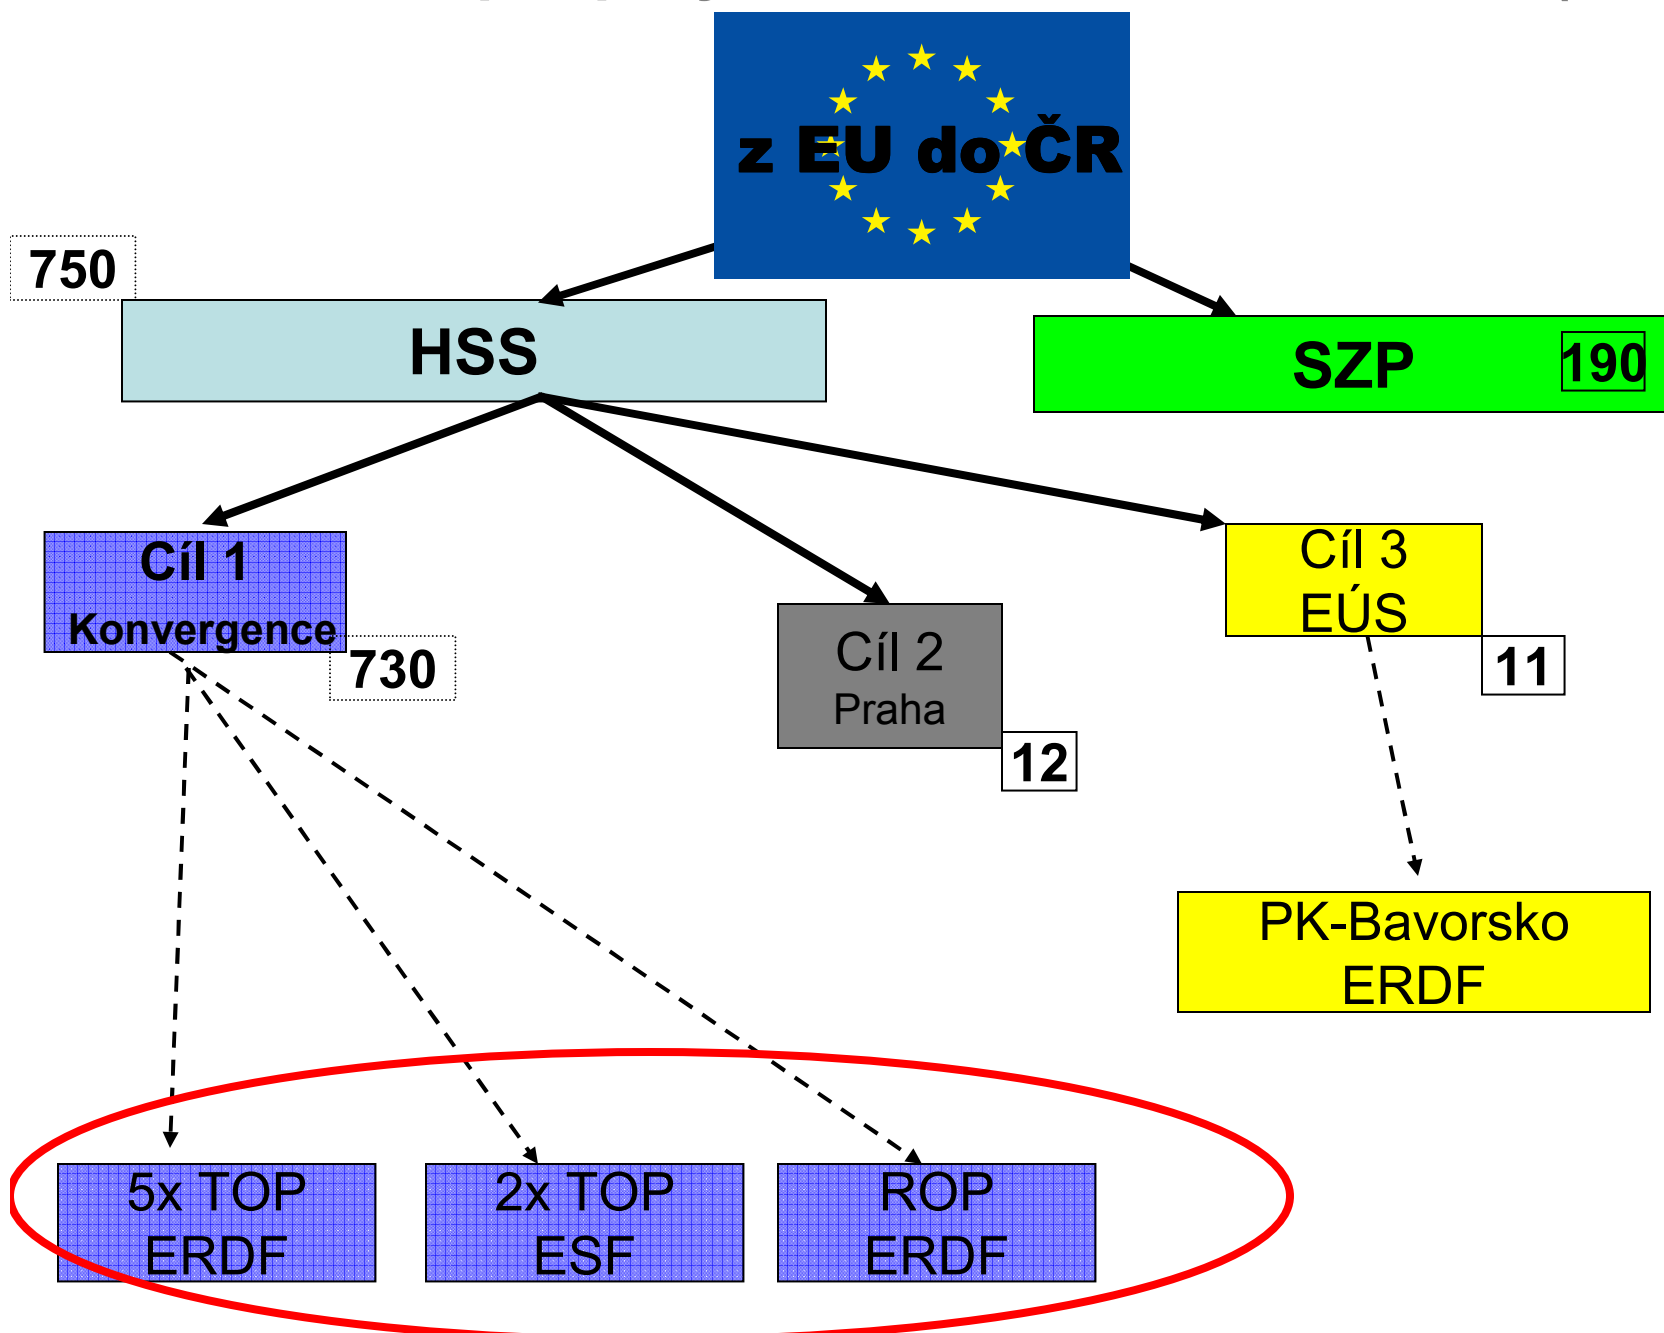 z EU do ČR
750
HSS
SZP
190
Cíl 1
Konvergence
730
Cíl 2
Praha
12
Cíl 3
EÚS
11
PK-Bavorsko
ERDF
5x TOP
ERDF
2x TOP
ESF
ROP
ERDF